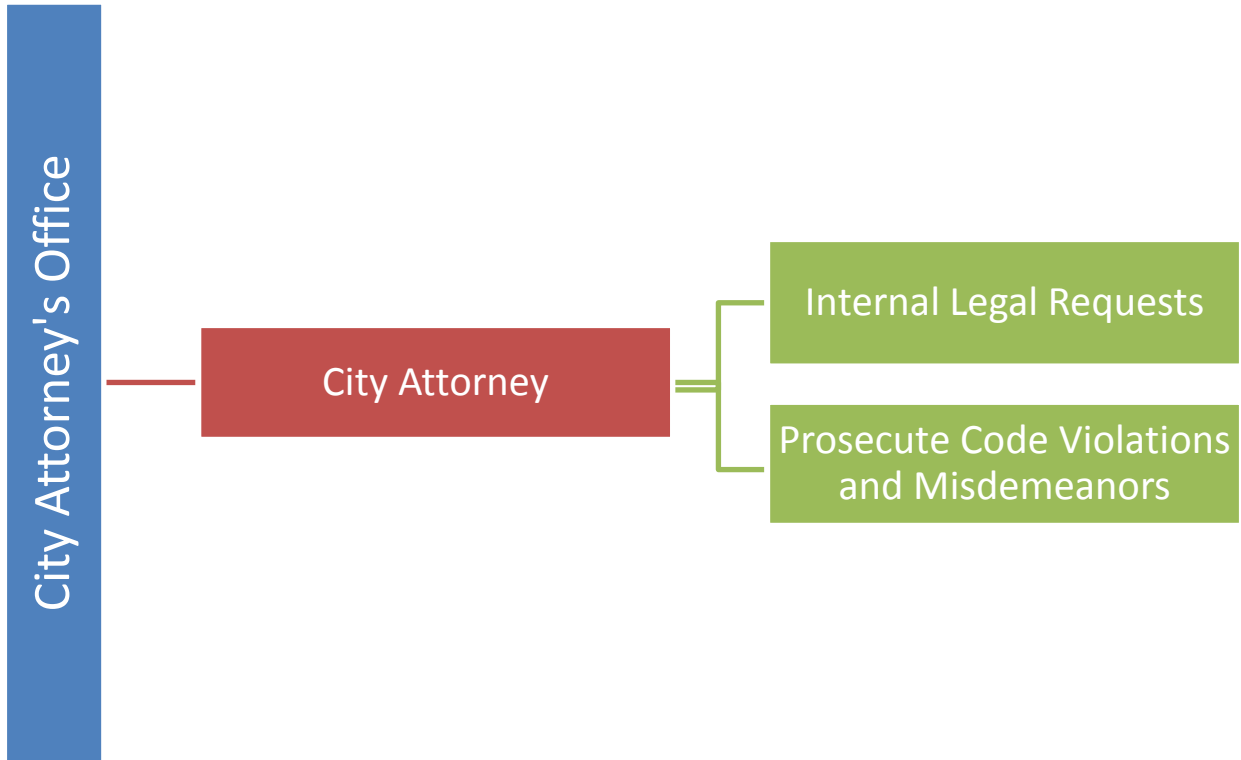 City Attorney's Office
City Attorney
Internal Legal Requests
Prosecute Code Violations
and Misdemeanors